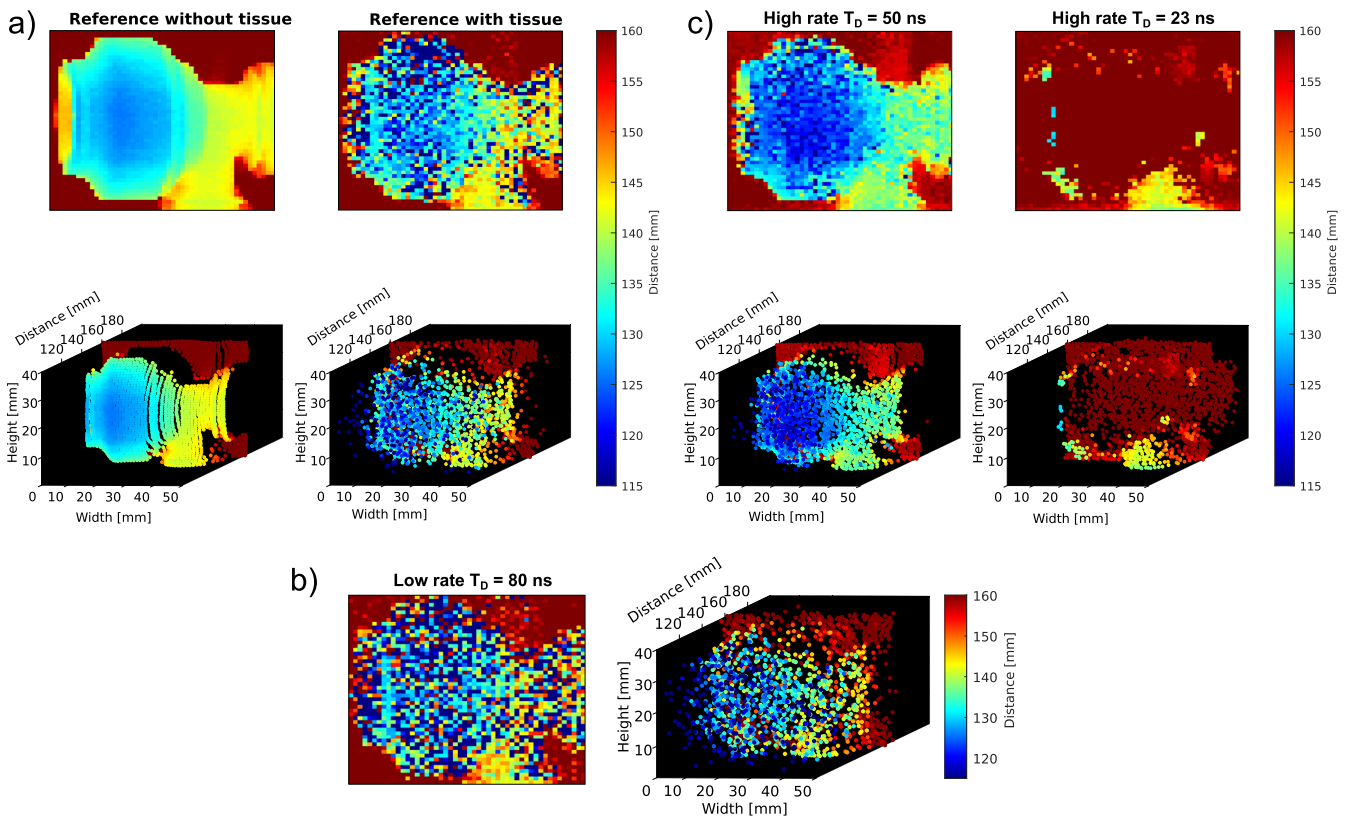 a)
Reference without tissue
Reference with tissue
160
155
150
145
140
135
130
125
120
115
Distance [mm]
Distance [mm]
120 140 160 180
Height [mm]
40
30
20
10
0 10 20 30 40 50
Width [mm]
Distance [mm]
120 140 160 180
Height [mm]
40
30
20
10
0 10 20 30 40 50
Width [mm]
c)
High rate TD = 50 ns
High rate TD = 23 ns
160
155
150
145
140
135
130
125
120
115
Distance [mm]
Distance [mm]
120 140 160 180
Height [mm]
40
30
20
10
0 10 20 30 40 50
Width [mm]
Distance [mm]
120 140 160 180
Height [mm]
40
30
20
10
0 10 20 30 40 50
Width [mm]
b)
Low rate TD = 80 ns
Distance [mm]
120 140 160 180
Height [mm]
40
30
20
10
0 10 20 30 40 50
Width [mm]
160
150
140
130
120
Distance [mm]